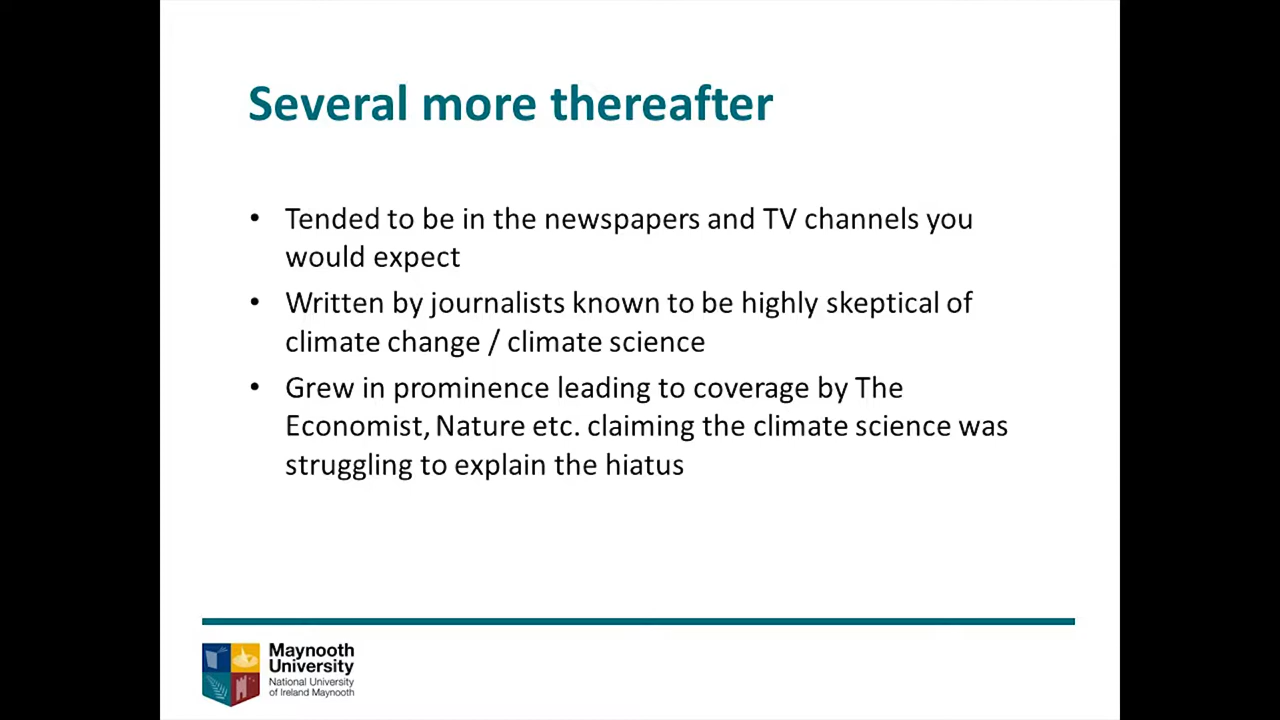 Several more thereafter
• Tended to be in the newspapers and TV channels you
would expect
• Written by journalists known to be highly skeptical of
climate change / climate science
• Grew in prominence leading to coverage by The
Economist, Nature etc. claiming the climate science was
struggling to explain the hiatus
Maynooth
University
National University
of Ireland Maynooth